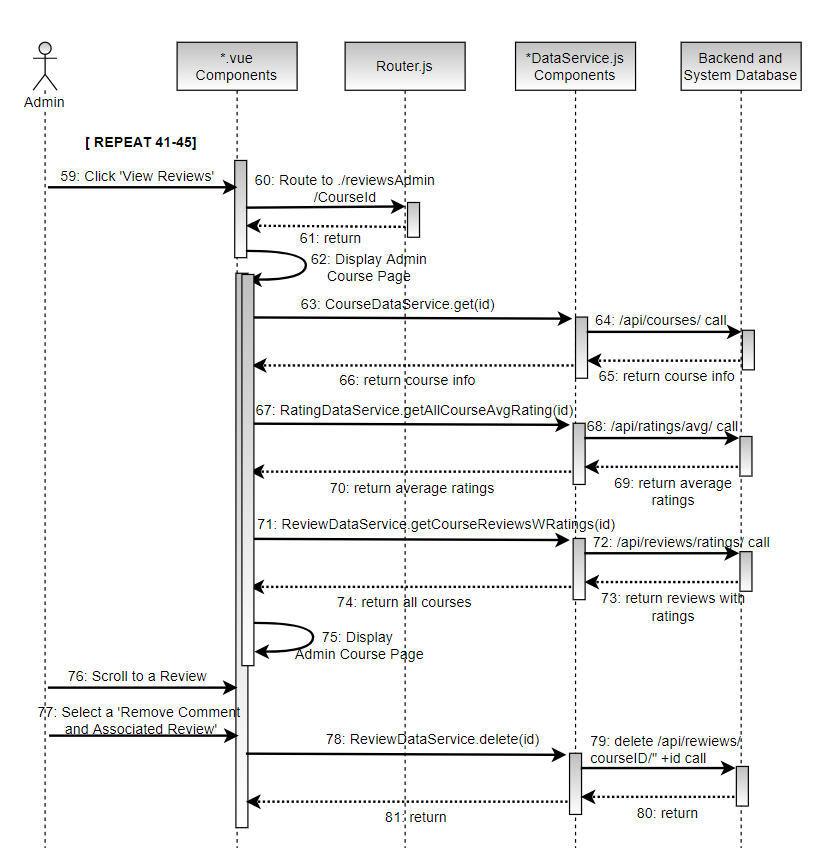 *.vue
Components
Router.js
*DataService.js
Components
Backend and
System Database
Admin
[ REPEAT 41-45]
59: Click 'View Reviews'
60: Route to ./reviewsAdmin
/CourseId
61: return
62: Display Admin
Course Page
63: CourseDataService.get(id)
64: /api/courses/ call
65: return course info
66: return course info
67: RatingDataService.getAllCourseAvgRating(id)
68: /api/ratings/avg/ call
69: return average
ratings
70: return average ratings
71: ReviewDataService.getCourseReviewsWRatings(id)
72: /api/reviews/ratings/ call
73: return reviews with
ratings
74: return all courses
75: Display
Admin Course Page
76: Scroll to a Review
77: Select a 'Remove Comment
and Associated Review'
78: ReviewDataService.delete(id)
79: delete /api/rewiews/
courseID/" +id call
80: return
81: return